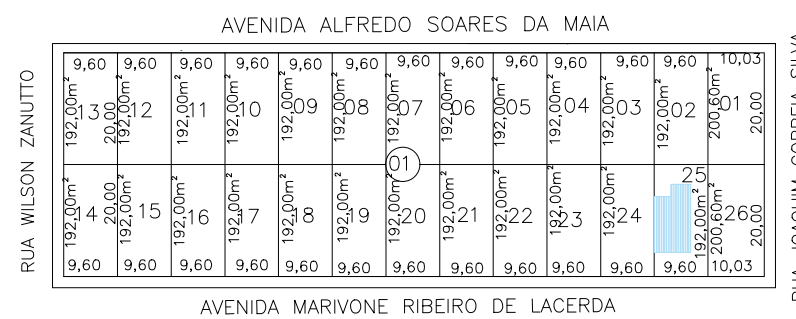 AVENIDA ALFREDO SOARES DA MAIA
9,60 9,60 9,60 9,60 9,60 9,60 9,60 9,60 9,60 9,60 9,60 9,60 10,03
192,00m² 13 20,00 192,00m² 12 192,00m² 11 192,00m² 10 192,00m² 09 192,00m² 08 192,00m² 07 192,00m² 06 192,00m² 05 192,00m² 04 192,00m² 03 192,00m² 02 200,60m² 01 20,00
RUA WILSON ZANUTTO
01
192,00m² 14 20,00 192,00m² 15 192,00m² 16 192,00m² 17 192,00m² 18 192,00m² 19 192,00m² 20 192,00m² 21 192,00m² 22 192,00m² 23 192,00m² 24 25 192,00m² 200,60m² 26 20,00
9,60 9,60 9,60 9,60 9,60 9,60 9,60 9,60 9,60 9,60 9,60 9,60 10,03
RUA JOAQUIM CORREIA SILVA
AVENIDA MARIVONE RIBEIRO DE LACERDA